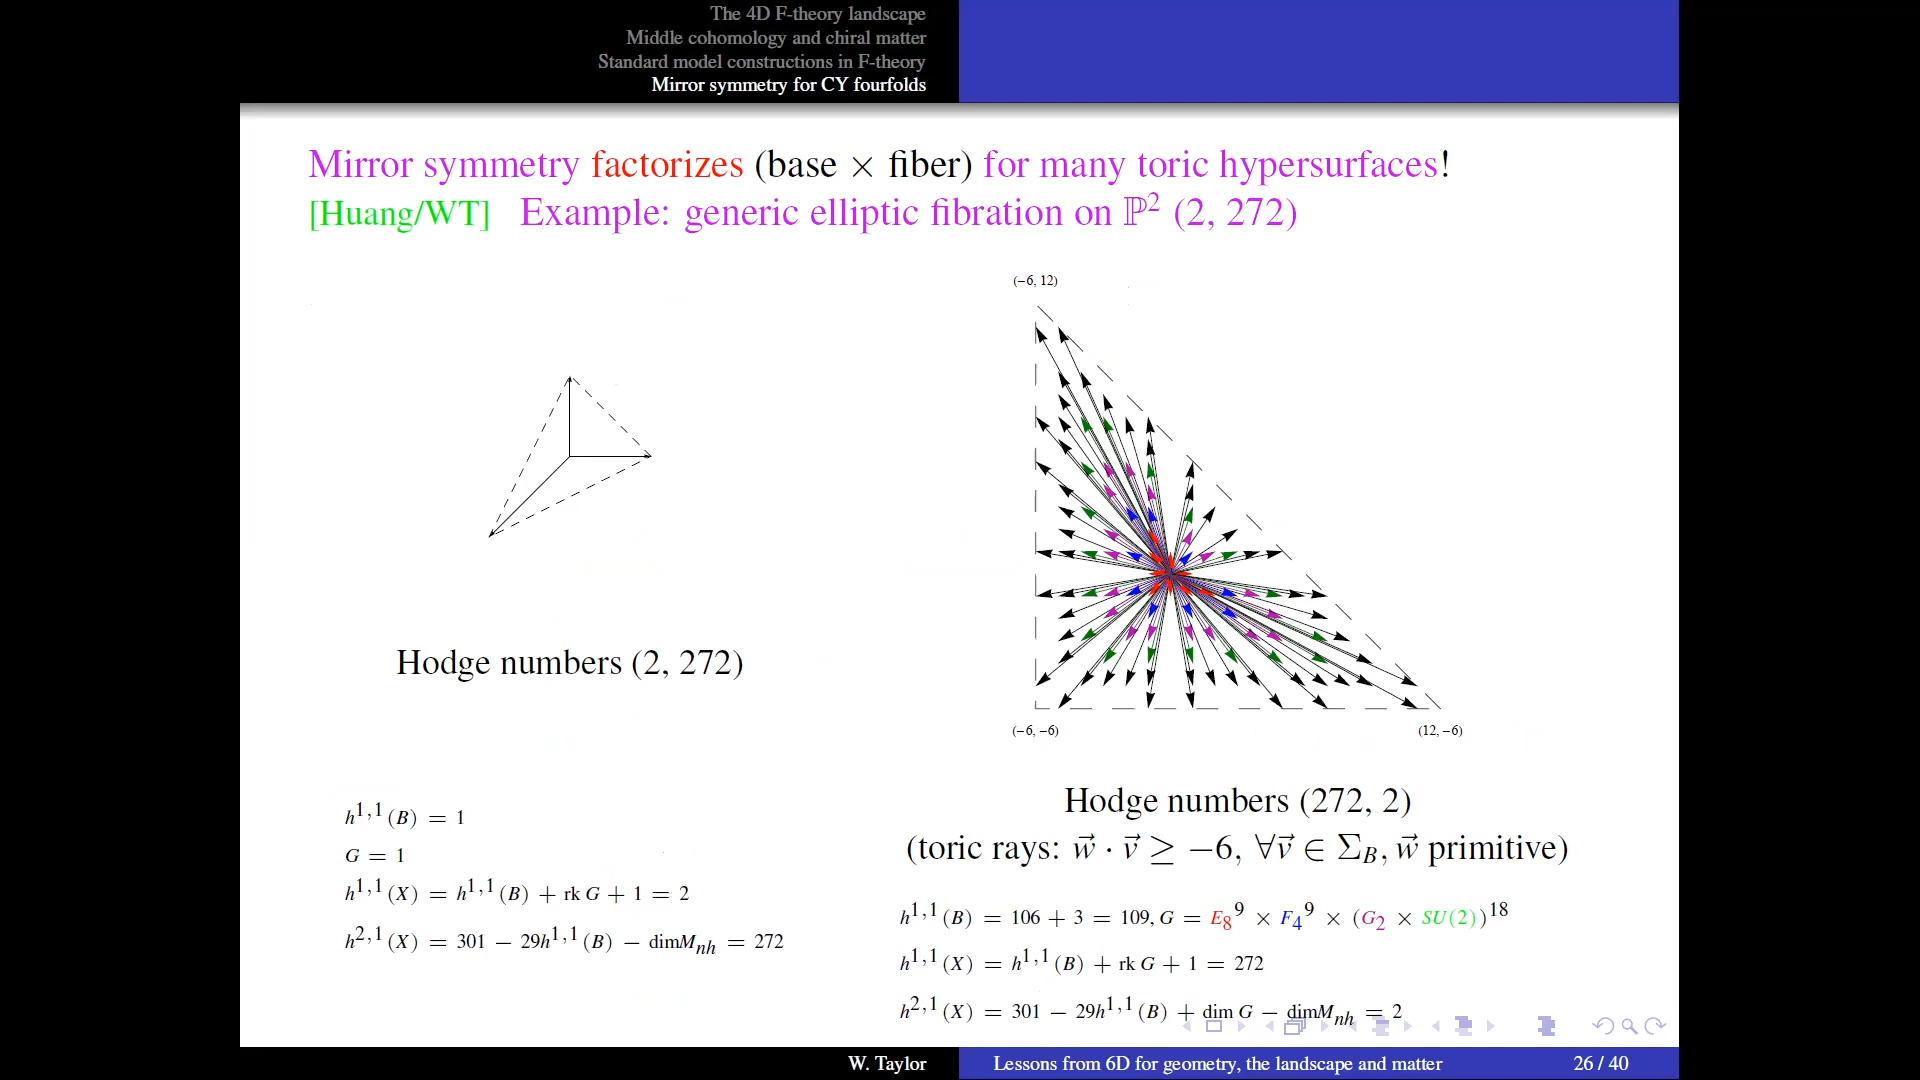 The 4D F-theory landscape
Middle cohomology and chiral matter
Standard model constructions in F-theory
Mirror symmetry for CY fourfolds
Mirror symmetry factorizes (base × fiber) for many toric hypersurfaces!
[Huang/WT] Example: generic elliptic fibration on ℙ² (2, 272)
(−6, 12)
(−6, −6)
(12, −6)
Hodge numbers (2, 272)
h^{1,1}(B) = 1
G = 1
h^{1,1}(X) = h^{1,1}(B) + rk G + 1 = 2
h^{2,1}(X) = 301 − 29h^{1,1}(B) − dimM_{nh} = 272
Hodge numbers (272, 2)
(toric rays: w⃗ · v⃗ ≥ −6, ∀v⃗ ∈ Σ_B, w⃗ primitive)
h^{1,1}(B) = 106 + 3 = 109, G = E₈⁹ × F₄⁹ × (G₂ × SU(2))¹⁸
h^{1,1}(X) = h^{1,1}(B) + rk G + 1 = 272
h^{2,1}(X) = 301 − 29h^{1,1}(B) + dim G − dimM_{nh} = 2
W. Taylor
Lessons from 6D for geometry, the landscape and matter
26 / 40